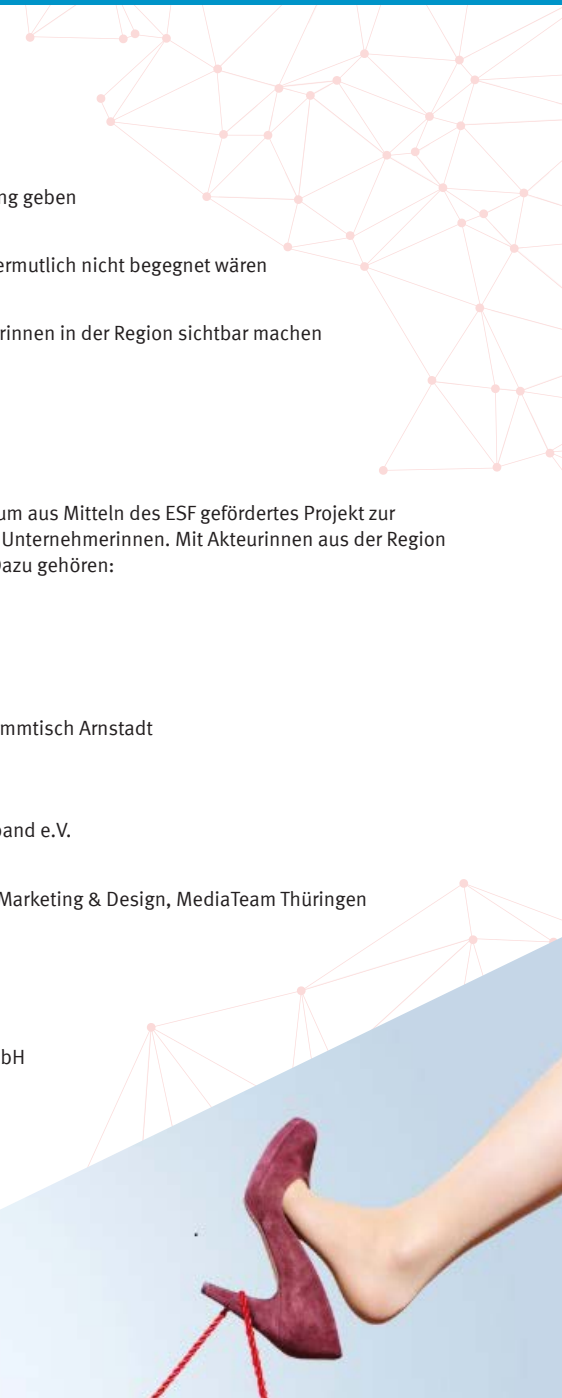 ng geben
ermutlich nicht begegnet wären
rinnen in der Region sichtbar machen
um aus Mitteln des ESF gefördertes Projekt zur
Unternehmerinnen. Mit Akteurinnen aus der Region
Dazu gehören:
mmtisch Arnstadt
band e.V.
Marketing & Design, MediaTeam Thüringen
bH